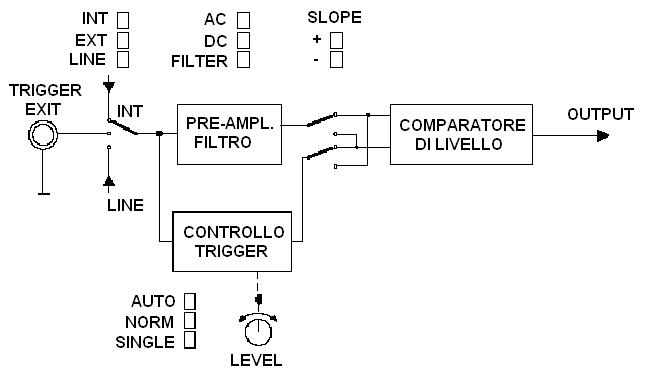 INT
EXT
LINE
AC
DC
FILTER
SLOPE
+
-
TRIGGER
EXIT
INT
LINE
PRE-AMPL.
FILTRO
COMPARATORE
DI LIVELLO
OUTPUT
CONTROLLO
TRIGGER
AUTO
NORM
SINGLE
LEVEL